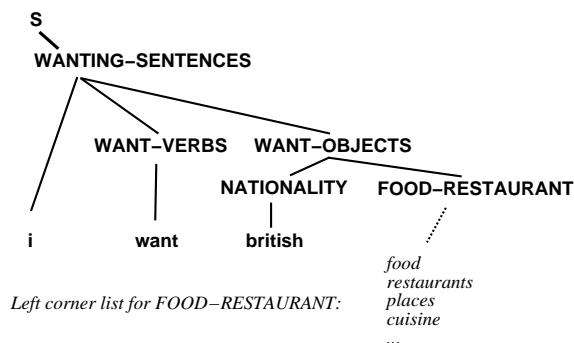 S
WANTING–SENTENCES
WANT–VERBS WANT–OBJECTS
NATIONALITY FOOD–RESTAURANT
i want british
food
restaurants
Left corner list for FOOD–RESTAURANT: places
cuisine
...